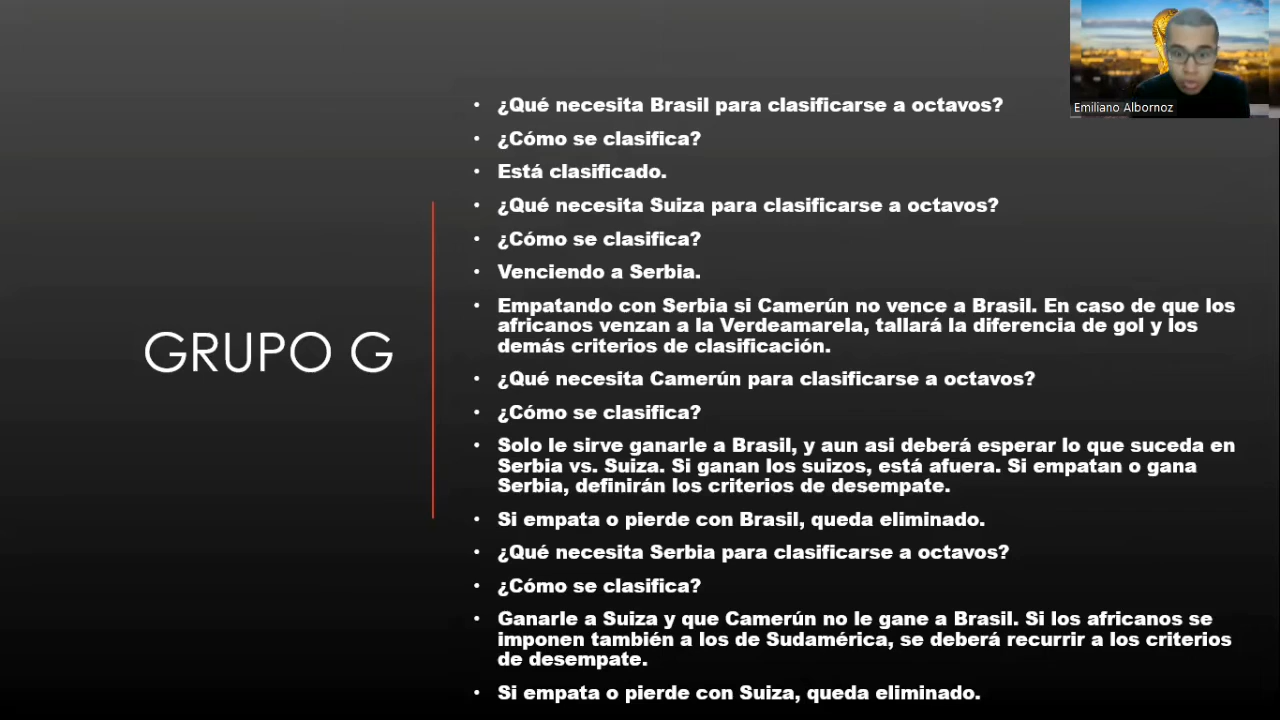 Emiliano Albornoz
GRUPO G
• ¿Qué necesita Brasil para clasificarse a octavos?
• ¿Cómo se clasifica?
• Está clasificado.
• ¿Qué necesita Suiza para clasificarse a octavos?
• ¿Cómo se clasifica?
• Venciendo a Serbia.
• Empatando con Serbia si Camerún no vence a Brasil. En caso de que los
africanos venzan a la Verdeamarela, tallará la diferencia de gol y los
demás criterios de clasificación.
• ¿Qué necesita Camerún para clasificarse a octavos?
• ¿Cómo se clasifica?
• Solo le sirve ganarle a Brasil, y aun asi deberá esperar lo que suceda en
Serbia vs. Suiza. Si ganan los suizos, está afuera. Si empatan o gana
Serbia, definirán los criterios de desempate.
• Si empata o pierde con Brasil, queda eliminado.
• ¿Qué necesita Serbia para clasificarse a octavos?
• ¿Cómo se clasifica?
• Ganarle a Suiza y que Camerún no le gane a Brasil. Si los africanos se
imponen también a los de Sudamérica, se deberá recurrir a los criterios
de desempate.
• Si empata o pierde con Suiza, queda eliminado.